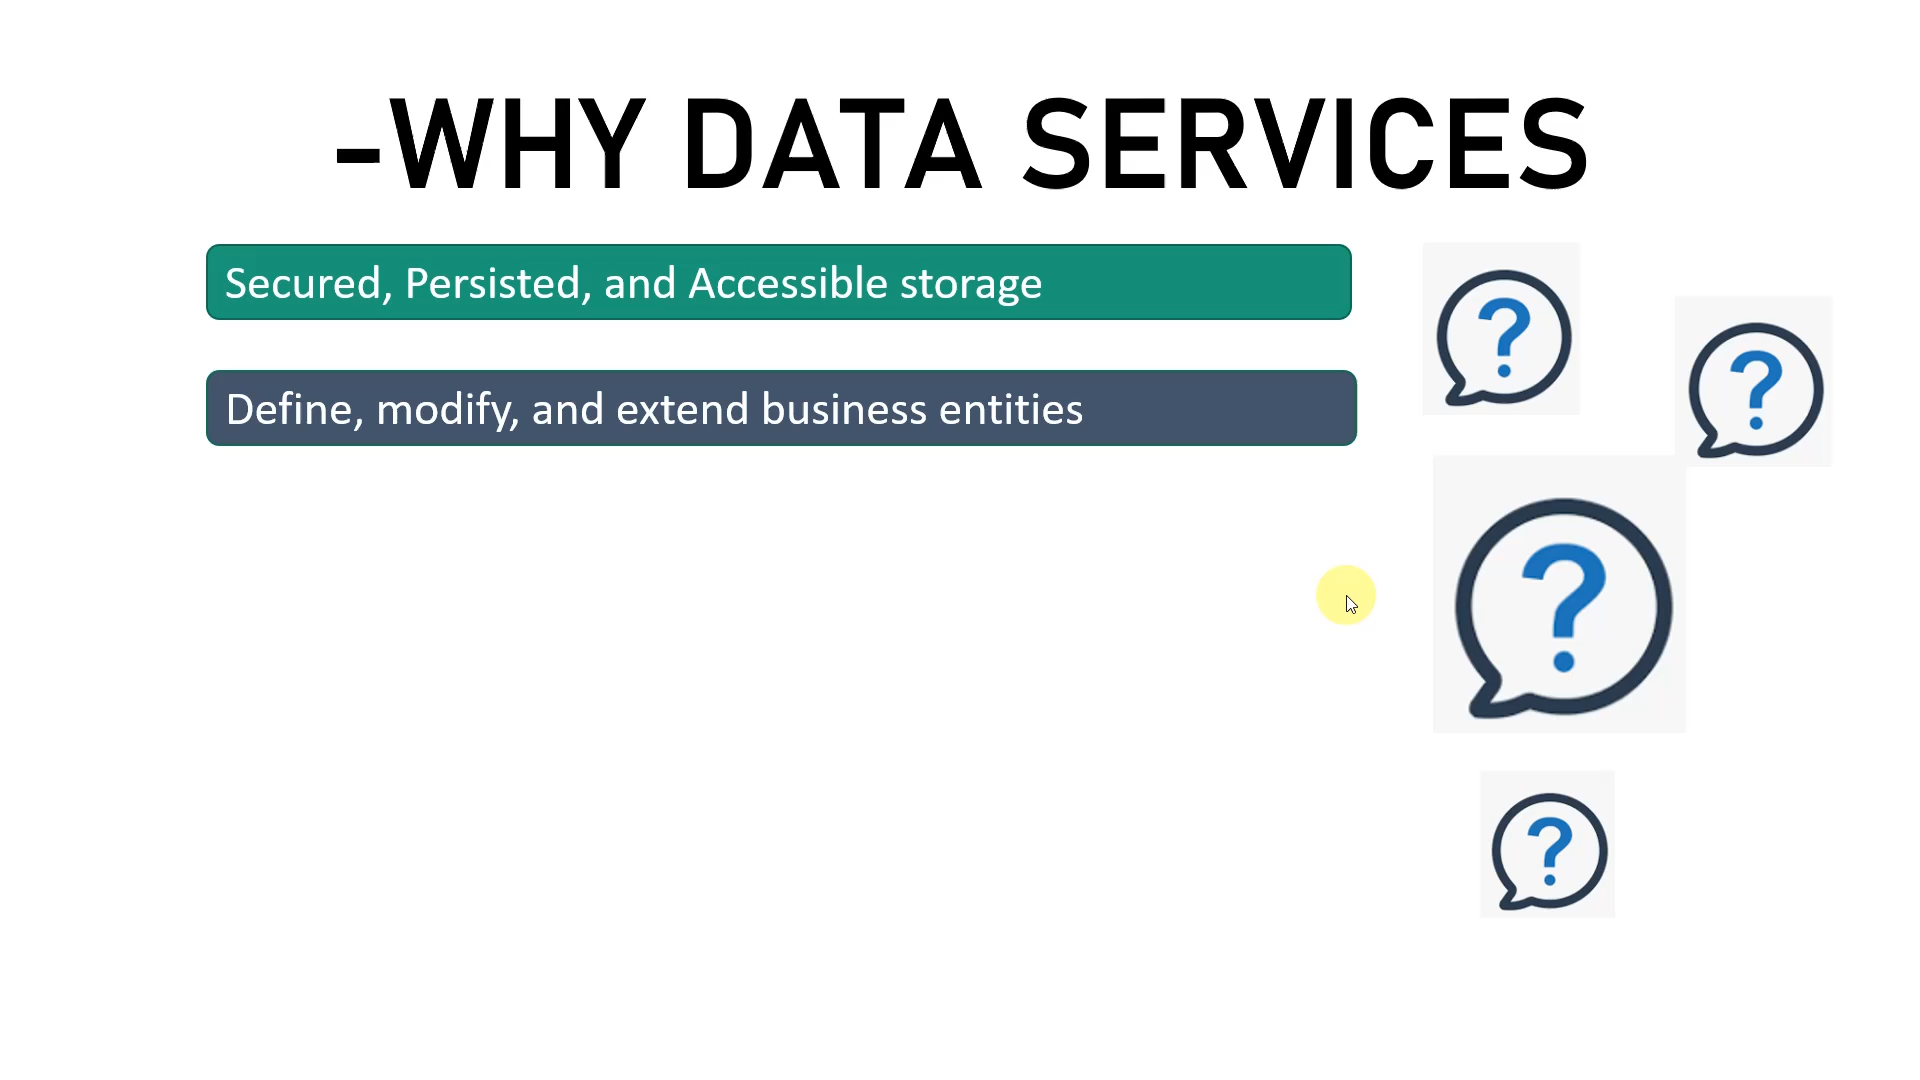 -WHY DATA SERVICES
Secured, Persisted, and Accessible storage
Define, modify, and extend business entities
?
?
?
?